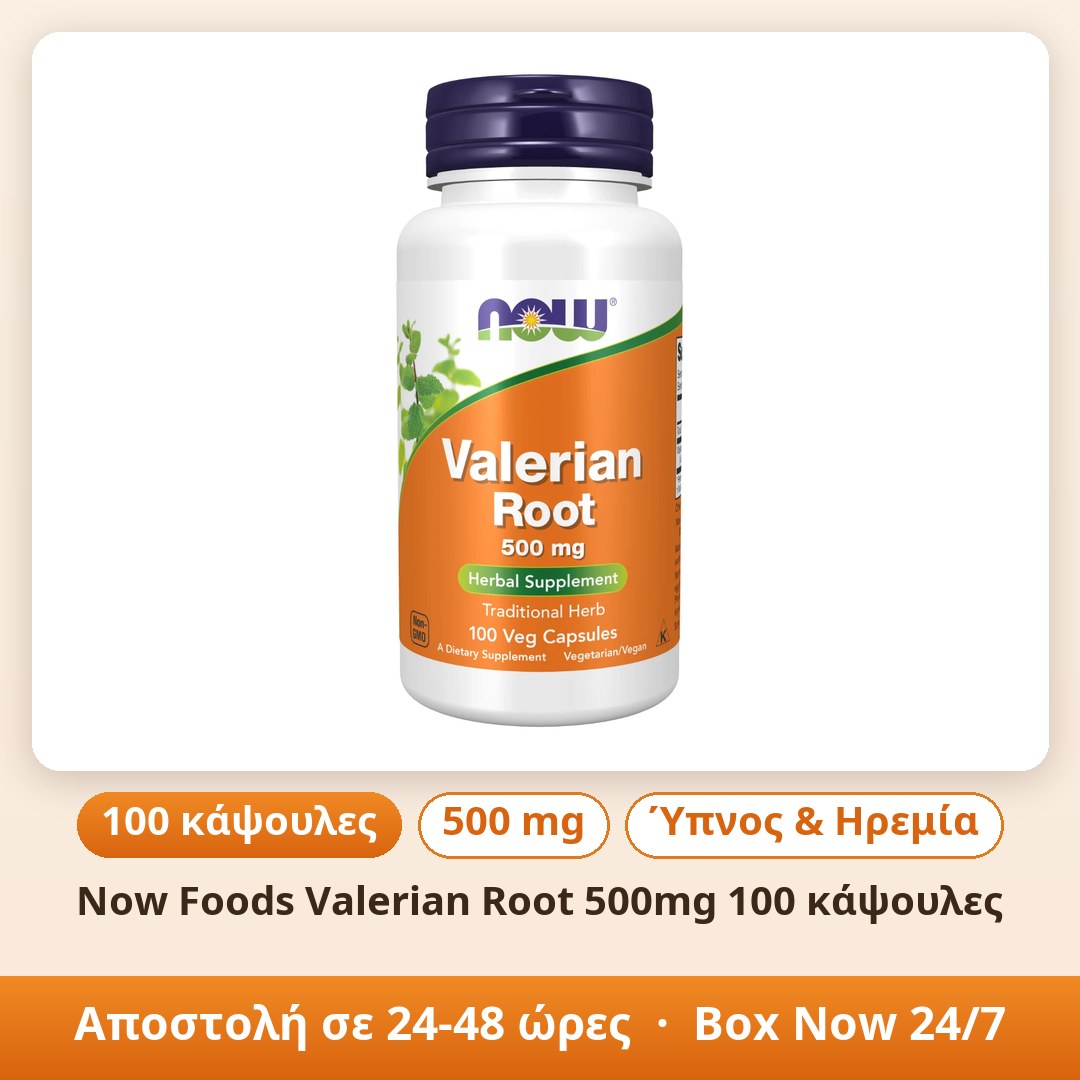 now®
Valerian
Root
500 mg
Herbal Supplement
Traditional Herb
100 Veg Capsules
Non-
GMO
A Dietary Supplement Vegetarian/Vegan
K
100 κάψουλες 500 mg Ύπνος & Ηρεμία
Now Foods Valerian Root 500mg 100 κάψουλες
Αποστολή σε 24-48 ώρες · Box Now 24/7